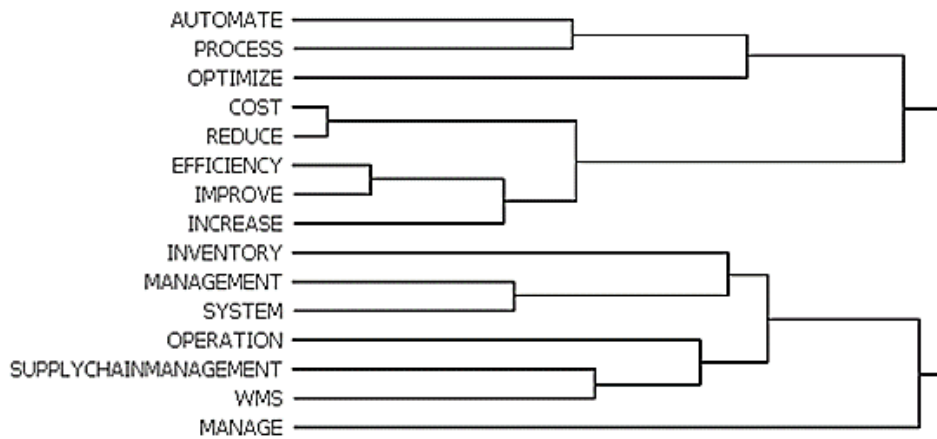 AUTOMATE
PROCESS
OPTIMIZE
COST
REDUCE
EFFICIENCY
IMPROVE
INCREASE
INVENTORY
MANAGEMENT
SYSTEM
OPERATION
SUPPLYCHAINMANAGEMENT
WMS
MANAGE